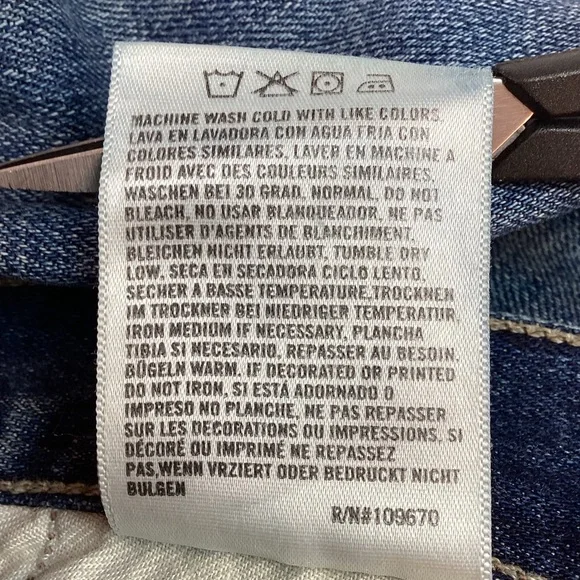 MACHINE WASH COLD WITH LIKE COLORS
LAVA EN LAVADORA CON AGUA FRIA CON
COLORES SIMILARES. LAVER EN MACHINE A
FROID AVEC DES COULEURS SIMILAIRES.
WASCHEN BEI 30 GRAD. NORMAL. DO NOT
BLEACH, NO USAR BLANQUEADOR, NE PAS
UTILISER D'AGENTS DE BLANCHIMENT,
BLEICHEN NICHT ERLAUBT, TUMBLE DRY
LOW, SECA EN SECADORA CICLO LENTO,
SECHER A BASSE TEMPERATURE.TROCKNEN
IM TROCKNER BEI NIEDRIGER TEMPERATUR,
IRON MEDIUM IF NECESSARY, PLANCHA
TIBIA SI NECESARIO, REPASSER AU BESOIN.
BÜGELN WARM. IF DECORATED OR PRINTED
DO NOT IRON, SI ESTÁ ADORNADO O
IMPRESO NO PLANCHE, NE PAS REPASSER
SUR LES DECORATIONS OU IMPRESSIONS, SI
DÉCORÉ OU IMPRIMÉ NE REPASSEZ
PAS,WENN VRZIERT ODER BEDRUCKT NICHT
BULGEN
R/N#109670